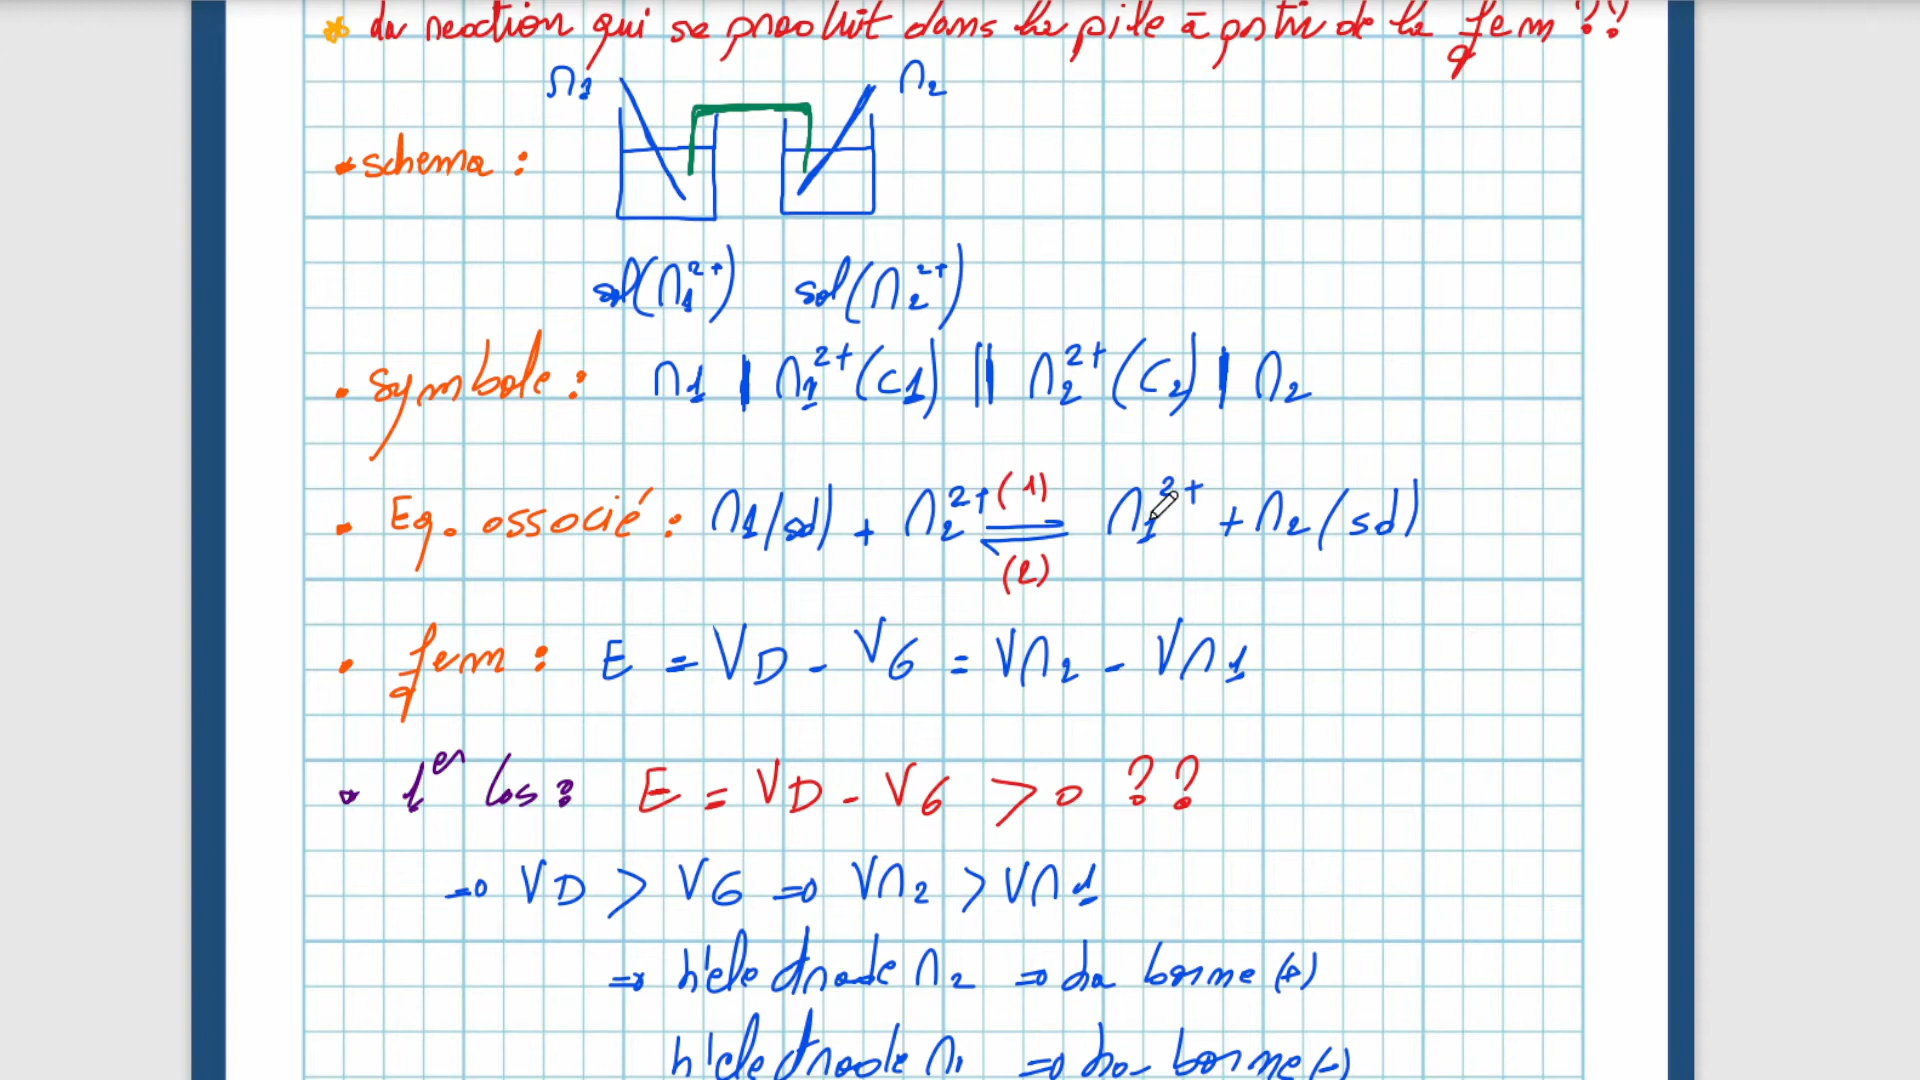 * La reaction qui se produit dans la pile à partir de la fem ??
M1 M2
• schema :
sol(M1²⁺) sol(M2²⁺)
• symbole : M1 | M1²⁺ (C1) || M2²⁺ (C2) | M2
• Eq. associé : M1(sd) + M2²⁺ (1) ⇌ (2) M1²⁺ + M2(sd)
• fem : E = VD - VG = VM2 - VM1
• 1er Cas : E = VD - VG > 0 ??
⇒ VD > VG ⇒ VM2 > VM1
⇒ L'electrode M2 ⇒ La borne (+)
L'electrode M1 ⇒ La borne (-)